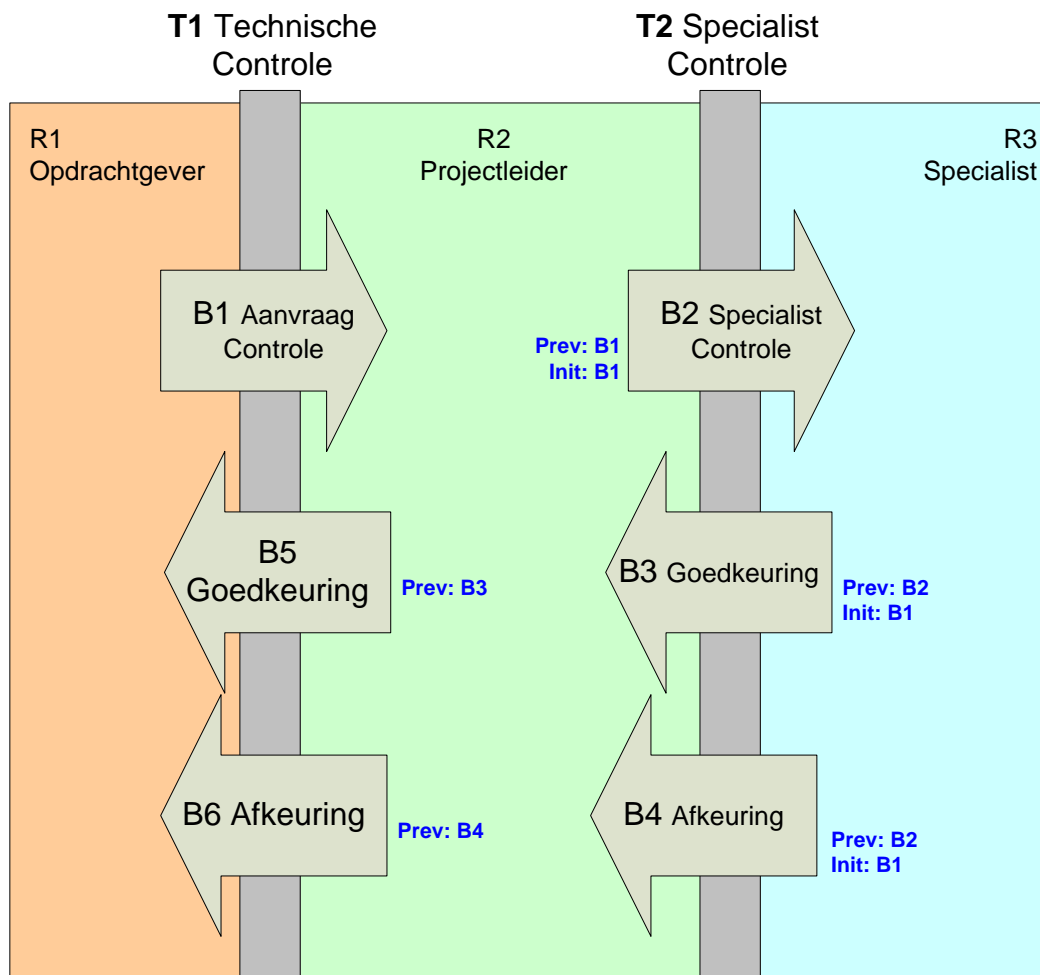 T1 Technische
Controle
T2 Specialist
Controle
R1
Opdrachtgever
R2
Projectleider
R3
Specialist
B1 Aanvraag
Controle
Prev: B1
Init: B1
B2 Specialist
Controle
B5
Goedkeuring
Prev: B3
B3 Goedkeuring
Prev: B2
Init: B1
B6 Afkeuring
Prev: B4
B4 Afkeuring
Prev: B2
Init: B1